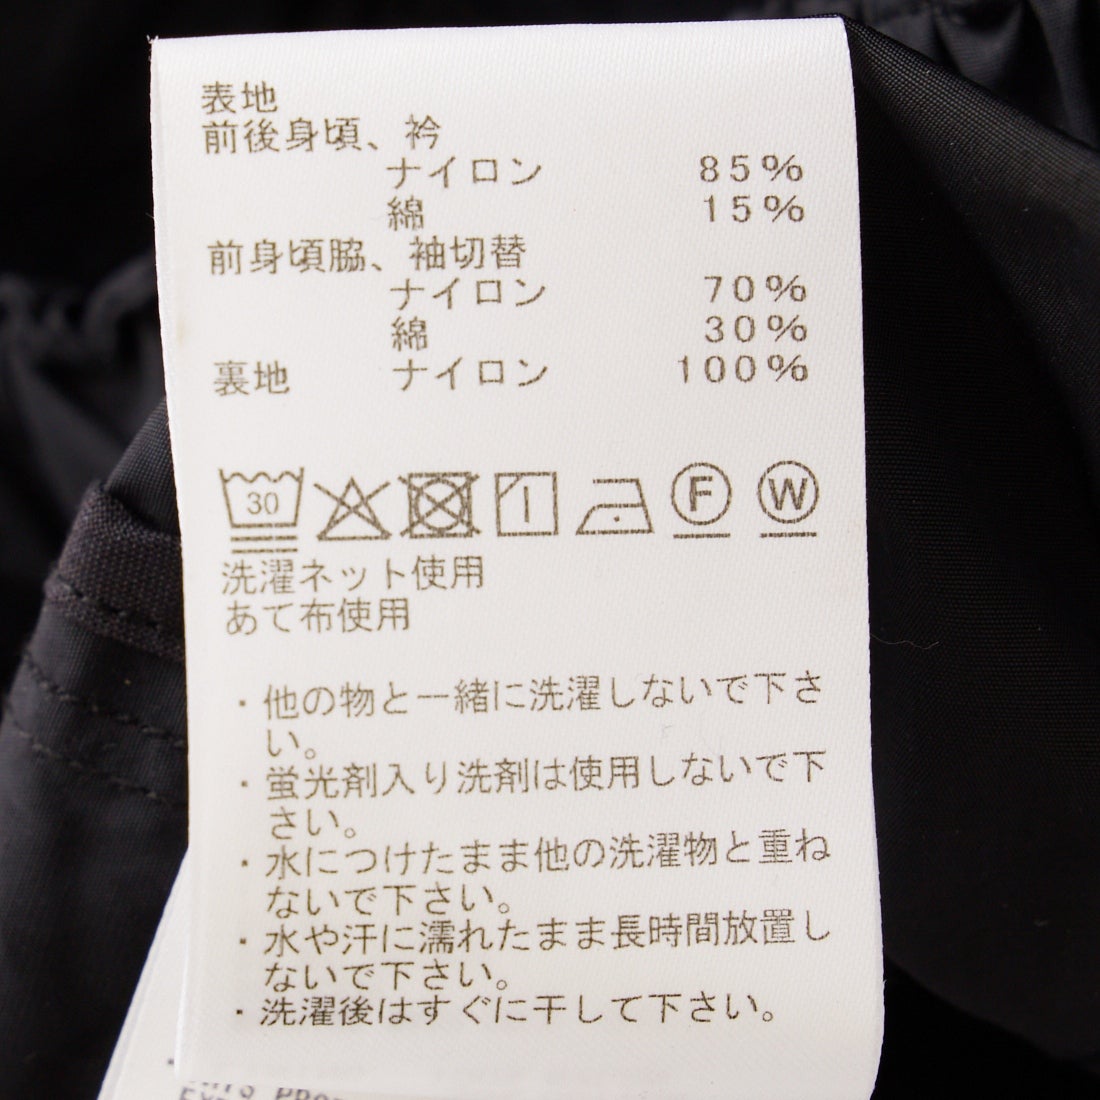 表地
前後身頃、衿
ナイロン 85%
綿 15%
前身頃脇、袖切替
ナイロン 70%
綿 30%
裏地 ナイロン 100%
30 F W
洗濯ネット使用
あて布使用
・他の物と一緒に洗濯しないで下さ
い。
・蛍光剤入り洗剤は使用しないで下
さい。
・水につけたまま他の洗濯物と重ね
ないで下さい。
・水や汗に濡れたまま長時間放置し
ないで下さい。
・洗濯後はすぐに干して下さい。